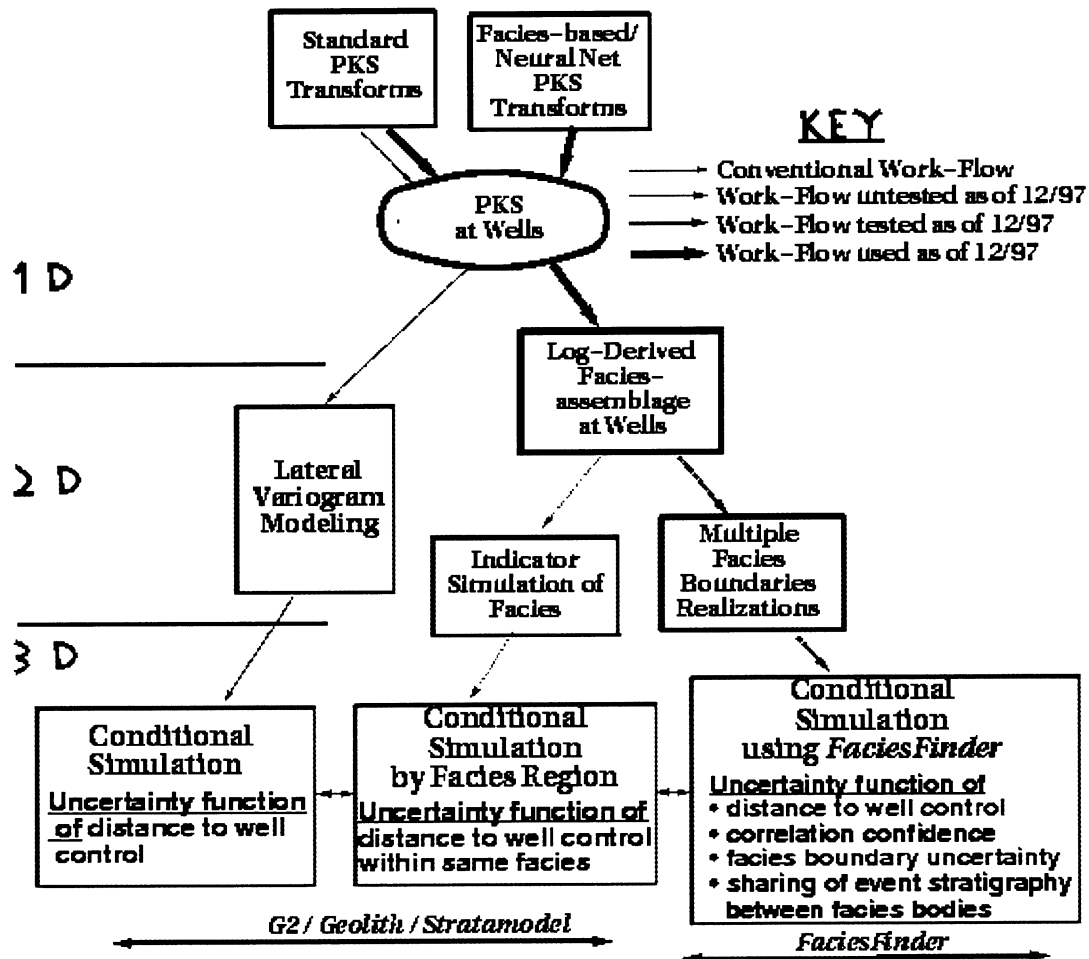 Standard
PKS
Transforms
Facies-based/
Neural Net
PKS
Transforms
KEY
Conventional Work-Flow
Work-Flow untested as of 12/97
Work-Flow tested as of 12/97
Work-Flow used as of 12/97
PKS
at Wells
1 D
Log-Derived
Facies-
assemblage
at Wells
2 D
Lateral
Variogram
Modeling
Indicator
Simulation of
Facies
Multiple
Facies
Boundaries
Realizations
3 D
Conditional
Simulation
Uncertainty function
of distance to well
control
Conditional
Simulation
by Facies Region
Uncertainty function of
distance to well control
within same facies
Conditional
Simulation
using FaciesFinder
Uncertainty function of
• distance to well control
• correlation confidence
• facies boundary uncertainty
• sharing of event stratigraphy
between facies bodies
G2 / Geolith / Stratamodel
FaciesFinder